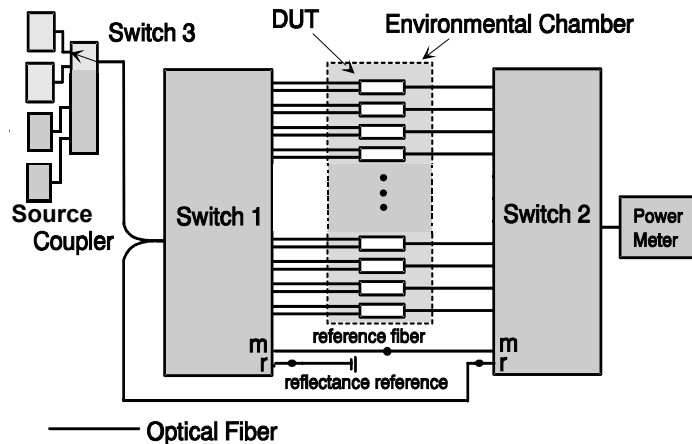 Switch 3
DUT
Environmental Chamber
Source
Coupler
Switch 1
Switch 2
Power
Meter
m
r
reference fiber
reflectance reference
m
r
Optical Fiber